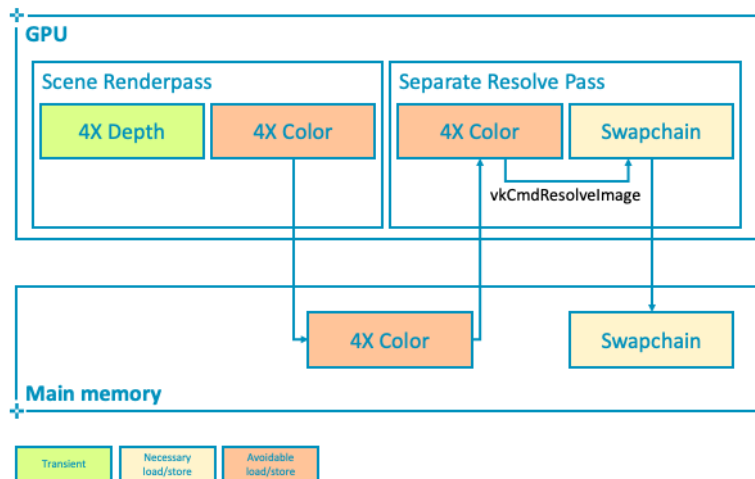 GPU
Scene Renderpass
Separate Resolve Pass
4X Depth
4X Color
4X Color
Swapchain
vkCmdResolveImage
4X Color
Swapchain
Main memory
Transient
Necessary
load/store
Avoidable
load/store